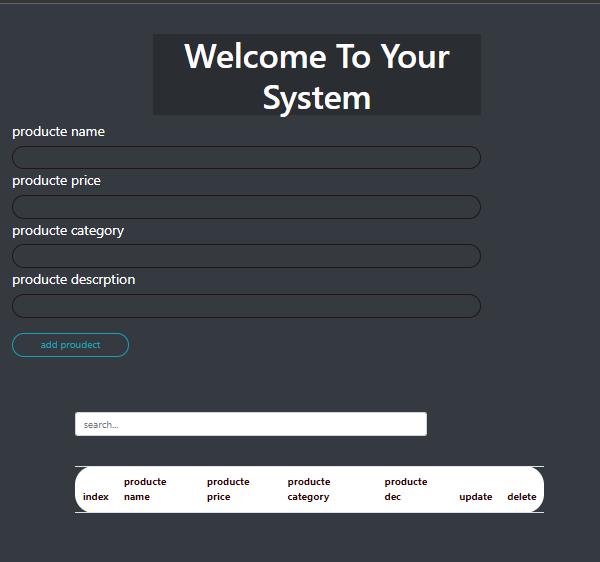 Welcome To Your
System
producte name
producte price
producte category
producte descrption
add proudect
search...
producte producte producte producte
index name price category dec update delete